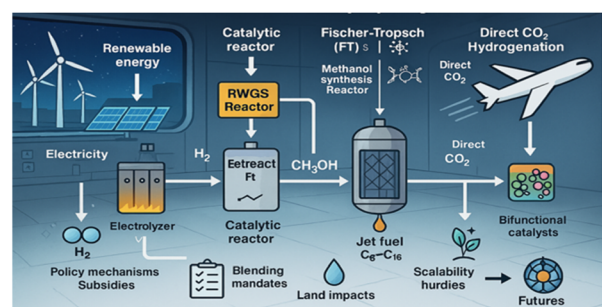 Renewable
energy
Catalytic
reactor
Fischer-Tropsch
(FT) S
Direct CO₂
Hydrogenation
RWGS
Reactor
Methanol
synthesis
Reactor
Direct
CO₂
Electricity
H₂
Eetreact
Ft
CH₃OH
Direct
CO₂
Electrolyzer
Catalytic
reactor
Bifunctional
catalysts
H₂
Jet fuel
C₆–C₁₆
Policy mechanisms
Subsidies
Blending
mandates
Land impacts
Scalability
hurdies
Futures